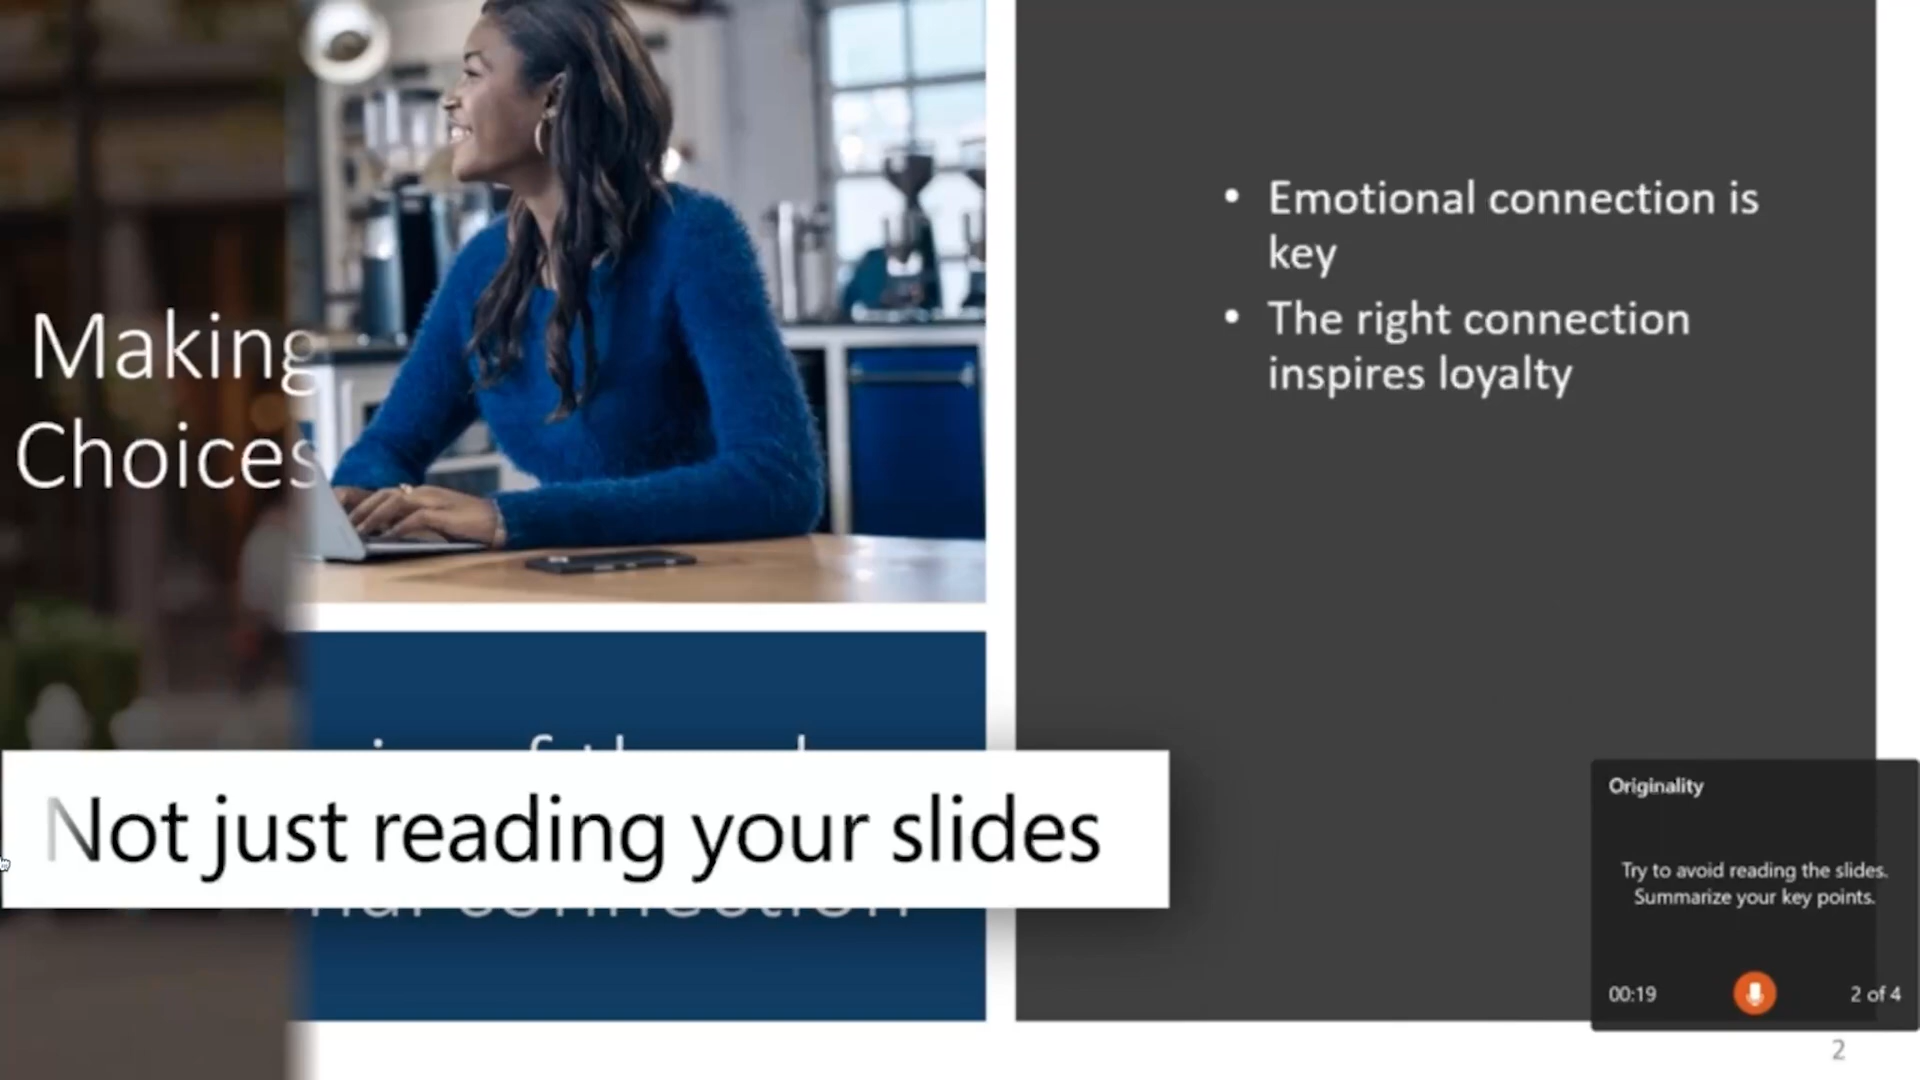 Making
Choices
Emotional connection is
key
The right connection
inspires loyalty
Not just reading your slides
connection
Originality
Try to avoid reading the slides.
Summarize your key points.
00:19
2 of 4
2